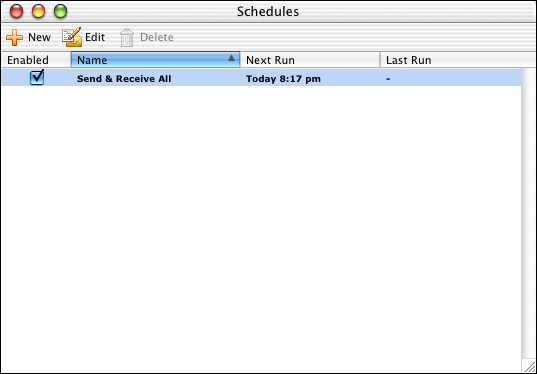 Schedules
New Edit Delete
Enabled Name Next Run Last Run
Send & Receive All Today 8:17 pm -